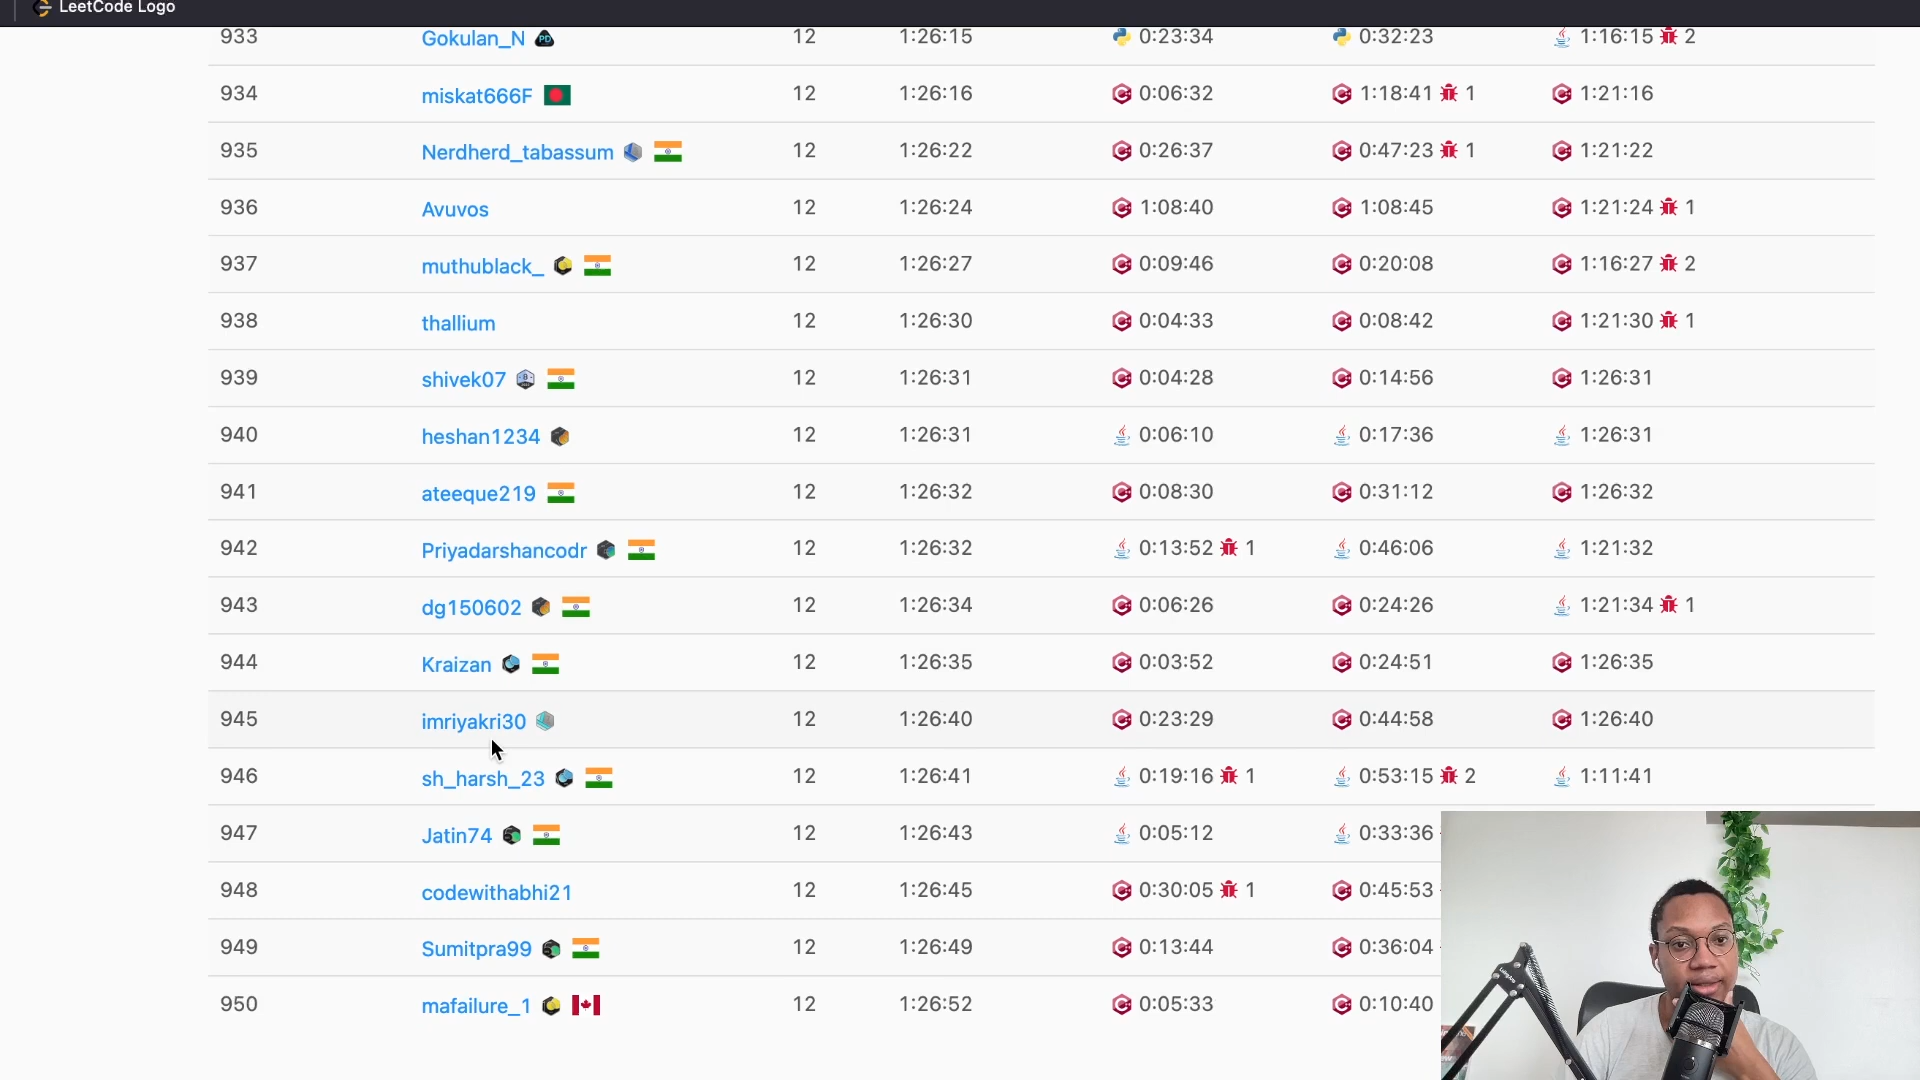 LeetCode Logo
933 Gokulan_N 12 1:26:15 0:23:34 0:32:23 1:16:15 2
934 miskat666F 12 1:26:16 0:06:32 1:18:41 1 1:21:16
935 Nerdherd_tabassum 12 1:26:22 0:26:37 0:47:23 1 1:21:22
936 Avuvos 12 1:26:24 1:08:40 1:08:45 1:21:24 1
937 muthublack_ 12 1:26:27 0:09:46 0:20:08 1:16:27 2
938 thallium 12 1:26:30 0:04:33 0:08:42 1:21:30 1
939 shivek07 12 1:26:31 0:04:28 0:14:56 1:26:31
940 heshan1234 12 1:26:31 0:06:10 0:17:36 1:26:31
941 ateeque219 12 1:26:32 0:08:30 0:31:12 1:26:32
942 Priyadarshancodr 12 1:26:32 0:13:52 1 0:46:06 1:21:32
943 dg150602 12 1:26:34 0:06:26 0:24:26 1:21:34 1
944 Kraizan 12 1:26:35 0:03:52 0:24:51 1:26:35
945 imriyakri30 12 1:26:40 0:23:29 0:44:58 1:26:40
946 sh_harsh_23 12 1:26:41 0:19:16 1 0:53:15 2 1:11:41
947 Jatin74 12 1:26:43 0:05:12 0:33:36
948 codewithabhi21 12 1:26:45 0:30:05 1 0:45:53
949 Sumitpra99 12 1:26:49 0:13:44 0:36:04
950 mafailure_1 12 1:26:52 0:05:33 0:10:40